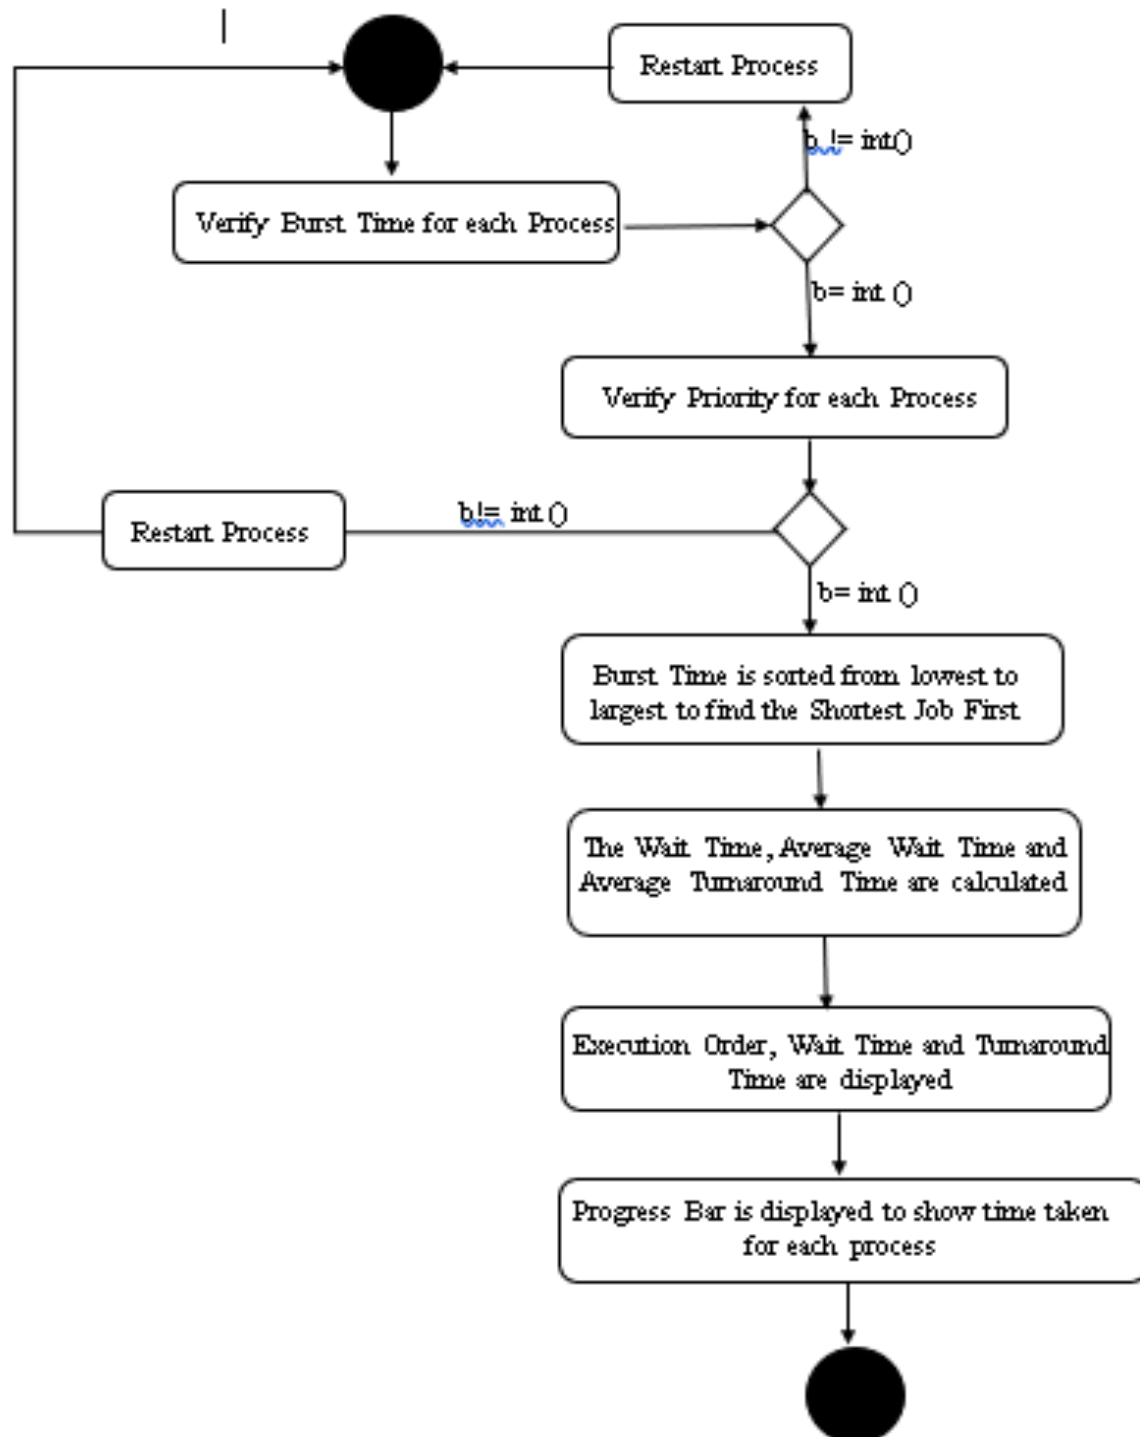 Restart Process
b != int()
Verify Burst Time for each Process
b= int ()
Verify Priority for each Process
b!= int ()
Restart Process
b= int ()
Burst Time is sorted from lowest to
largest to find the Shortest Job First
The Wait Time, Average Wait Time and
Average Turnaround Time are calculated
Execution Order, Wait Time and Turnaround
Time are displayed
Progress Bar is displayed to show time taken
for each process